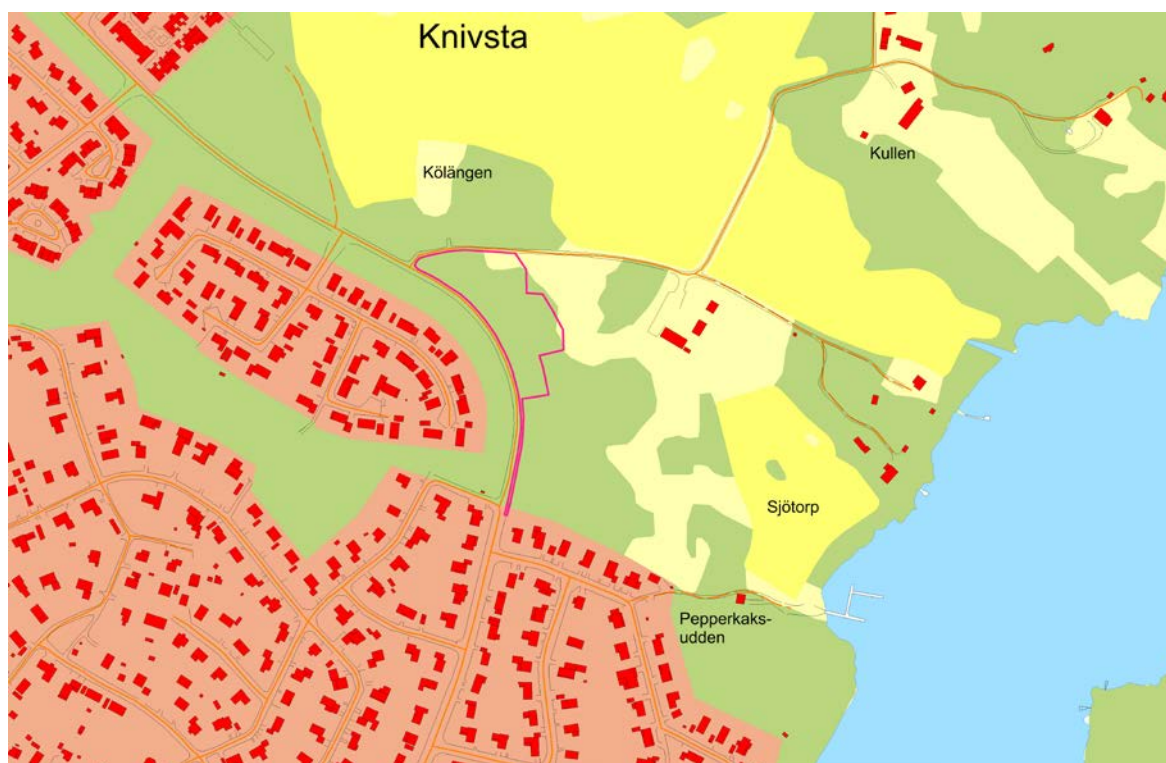 Knivsta
Kullen
Kölängen
Sjötorp
Pepperkaks-
udden